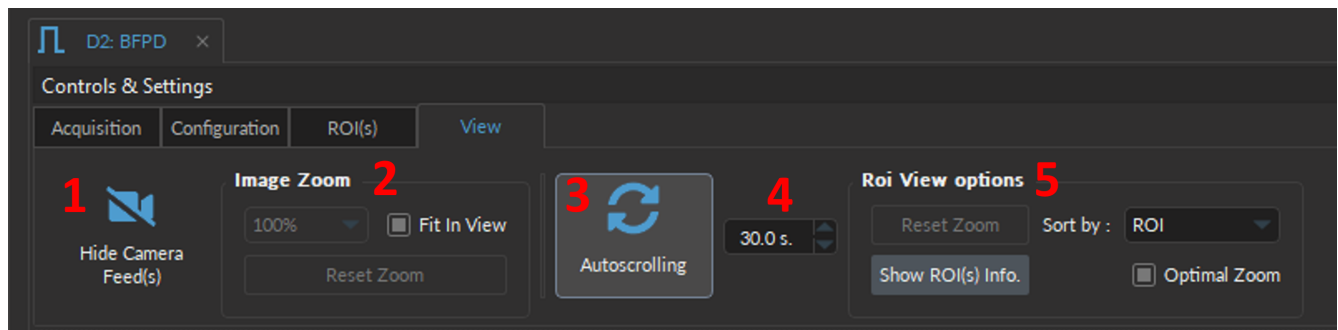 D2: BFPD ×
Controls & Settings
Acquisition Configuration ROI(s) View
1
Hide Camera
Feed(s)
Image Zoom 2
100% Fit In View
Reset Zoom
3
Autoscrolling
4
30.0 s.
Roi View options 5
Reset Zoom Sort by : ROI
Show ROI(s) Info. Optimal Zoom